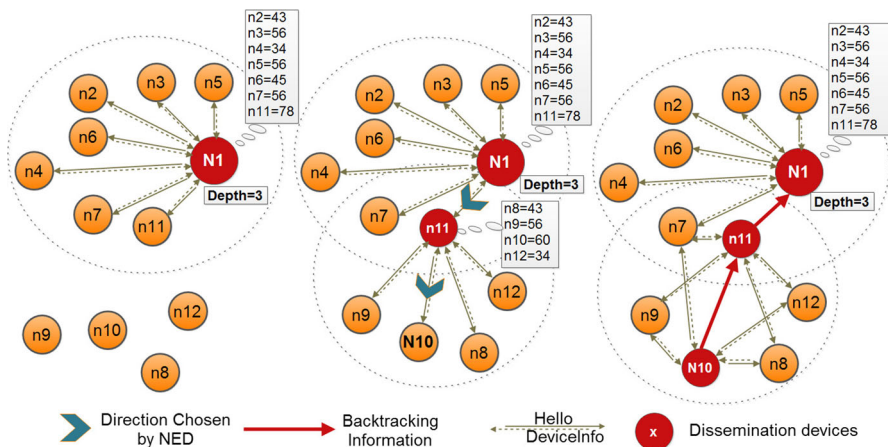 n2=43
n3=56
n4=34
n5=56
n6=45
n7=56
n11=78
n3
n5
n2
n6
N1
n4
Depth=3
n7
n11
n12
n10
n9
n8
n2=43
n3=56
n4=34
n5=56
n6=45
n7=56
n11=78
n3
n5
n2
n6
N1
n4
Depth=3
n7
n11
n8=43
n9=56
n10=60
n12=34
n12
n9
N10
n8
n2=43
n3=56
n4=34
n5=56
n6=45
n7=56
n11=78
n3
n5
n2
n6
N1
n4
Depth=3
n7
n11
n12
n9
N10
n8
Direction Chosen
by NED
Backtracking
Information
Hello
DeviceInfo
x
Dissemination devices